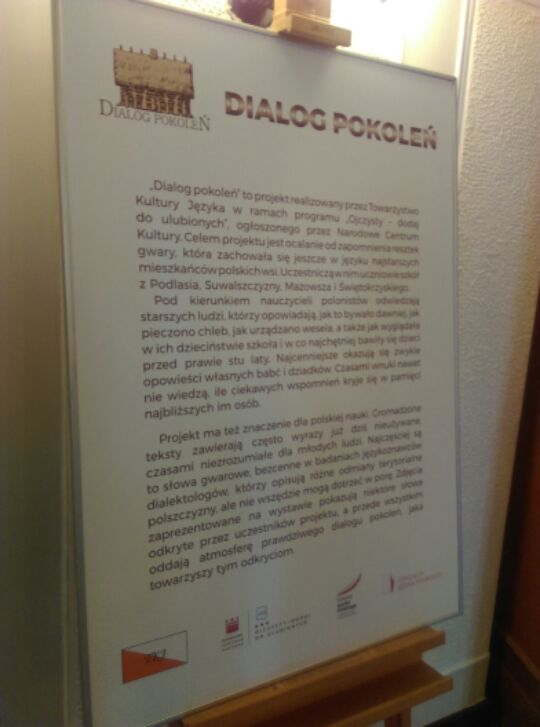 DIALOG POKOLEŃ
DIALOG POKOLEŃ
„Dialog pokoleń” to projekt realizowany przez Towarzystwo
Kultury Języka w ramach programu „Ojczysty – dodaj
do ulubionych”, ogłoszonego przez Narodowe Centrum
Kultury. Celem projektu jest ocalanie od zapomnienia resztek
gwary, która zachowała się jeszcze w języku najstarszych
mieszkańców polskich wsi. Uczestniczą w nim uczniowie szkół
z Podlasia, Suwalszczyzny, Mazowsza i Świętokrzyskiego.
Pod kierunkiem nauczycieli polonistów odwiedzają
starszych ludzi, którzy opowiadają, jak to bywało dawniej, jak
pieczono chleb, jak urządzano wesela, a także jak wyglądała
w ich dzieciństwie szkoła i w co najchętniej bawiły się dzieci
przed prawie stu laty. Najcenniejsze okazują się zwykle
opowieści własnych babć i dziadków. Czasami wnuki nawet
nie wiedzą, ile ciekawych wspomnień kryje się w pamięci
najbliższych im osób.
Projekt ma też znaczenie dla polskiej nauki. Gromadzone
teksty zawierają często wyrazy już dziś nieużywane,
czasami niezrozumiałe dla młodych ludzi. Najczęściej są
to słowa gwarowe, bezcenne w badaniach językoznawców
dialektologów, którzy opisują różne odmiany terytorialne
polszczyzny, ale nie wszędzie mogą dotrzeć w porę. Zdjęcia
zaprezentowane na wystawie pokazują niektóre słowa
odkryte przez uczestników projektu, a przede wszystkim
oddają atmosferę prawdziwego dialogu pokoleń, jaka
towarzyszy tym odkryciom.
TKJ